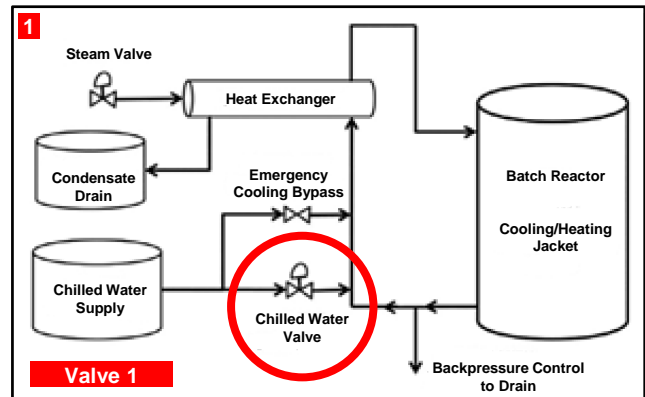 1
Steam Valve
Heat Exchanger
Condensate
Drain
Emergency
Cooling Bypass
Batch Reactor
Cooling/Heating
Jacket
Chilled Water
Supply
Chilled Water
Valve
Valve 1
Backpressure Control
to Drain